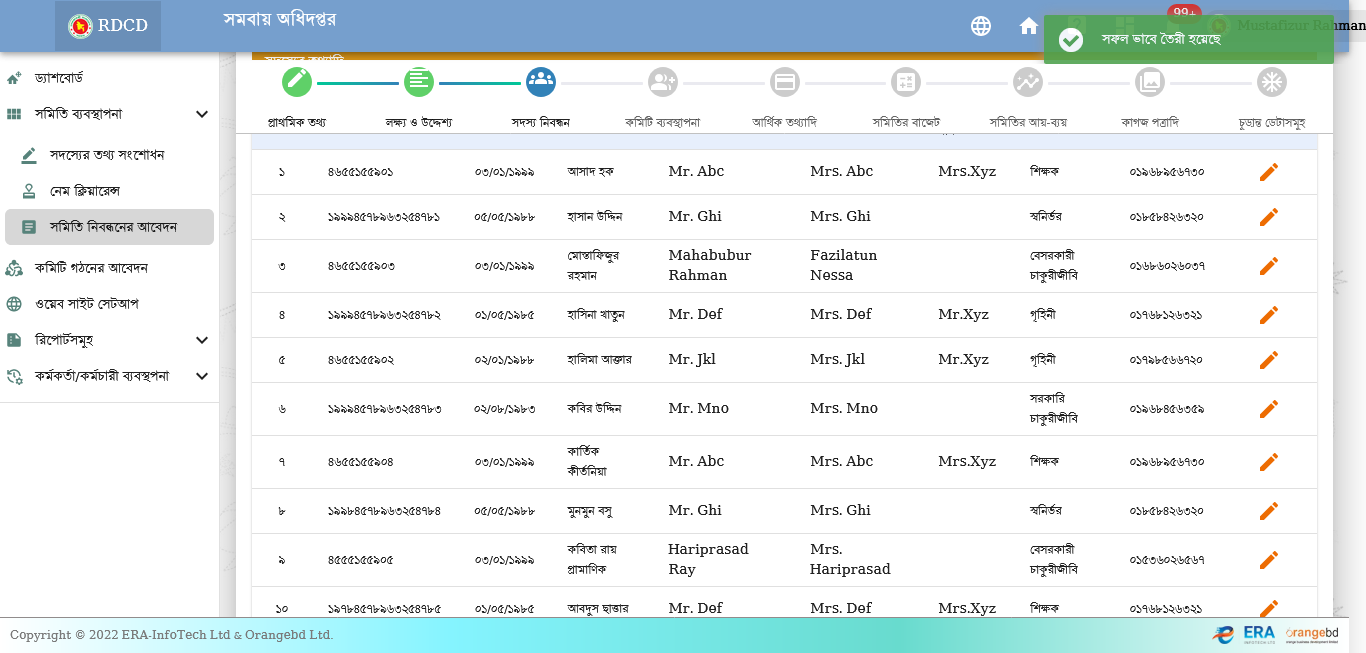 RDCD
সমবায় অধিদপ্তর
99+
Mustafizur Rahman
সফল ভাবে তৈরী হয়েছে
ড্যাশবোর্ড
সমিতি ব্যবস্থাপনা
সদস্যের তথ্য সংশোধন
নেম ক্লিয়ারেন্স
সমিতি নিবন্ধনের আবেদন
কমিটি গঠনের আবেদন
ওয়েব সাইট সেটআপ
রিপোর্টসমূহ
কর্মকর্তা/কর্মচারী ব্যবস্থাপনা
প্রাথমিক তথ্য লক্ষ্য ও উদ্দেশ্য সদস্য নিবন্ধন কমিটি ব্যবস্থাপনা আর্থিক তথ্যাদি সমিতির বাজেট সমিতির আয়-ব্যয় কাগজ পত্রাদি চূড়ান্ত ডেটাসমূহ
১ ৪৬৫৫১৫৫৯০১ ০৩/০১/১৯৯৯ আসাদ হক Mr. Abc Mrs. Abc Mrs.Xyz শিক্ষক ০১৯৬৮৯৫৬৭৩০
২ ১৯৯৯৪৫৭৮৯৬৩২৫৪৭৮১ ০৫/০৫/১৯৮৮ হাসান উদ্দিন Mr. Ghi Mrs. Ghi স্বনির্ভর ০১৮৫৮৪২৬৩২০
৩ ৪৬৫৫১৫৫৯০৩ ০৩/০১/১৯৯৯ মোস্তাফিজুর রহমান Mahabubur Rahman Fazilatun Nessa বেসরকারী চাকুরীজীবি ০১৬৮৬০২৬০৩৭
৪ ১৯৯৯৪৫৭৮৯৬৩২৫৪৭৮২ ০১/০৫/১৯৮৫ হাসিনা খাতুন Mr. Def Mrs. Def Mr.Xyz গৃহিনী ০১৭৬৮১২৬৩২১
৫ ৪৬৫৫১৫৫৯০২ ০২/০১/১৯৮৮ হালিমা আক্তার Mr. Jkl Mrs. Jkl Mr.Xyz গৃহিনী ০১৭৯৮৫৬৬৭২০
৬ ১৯৯৯৪৫৭৮৯৬৩২৫৪৭৮৩ ০২/০৮/১৯৮৩ কবির উদ্দিন Mr. Mno Mrs. Mno সরকারি চাকুরীজীবি ০১৯৬৮৪৫৬৩৫৯
৭ ৪৬৫৫১৫৫৯০৪ ০৩/০১/১৯৯৯ কার্তিক কীর্তনিয়া Mr. Abc Mrs. Abc Mrs.Xyz শিক্ষক ০১৯৬৮৯৫৬৭৩০
৮ ১৯৯৮৪৫৭৮৯৬৩২৫৪৭৮৪ ০৫/০৫/১৯৮৮ মুনমুন বসু Mr. Ghi Mrs. Ghi স্বনির্ভর ০১৮৫৮৪২৬৩২০
৯ ৪৫৫৫১৫৫৯০৫ ০৩/০১/১৯৯৯ কবিতা রায় প্রামাণিক Hariprasad Ray Mrs. Hariprasad বেসরকারী চাকুরীজীবি ০১৫৩৬০২৬৫৬৭
১০ ১৯৭৮৪৫৭৮৯৬৩২৫৪৭৮৫ ০১/০৫/১৯৮৫ আবদুস ছাত্তার Mr. Def Mrs. Def Mrs.Xyz শিক্ষক ০১৭৬৮১২৬৩২১
Copyright © 2022 ERA-InfoTech Ltd & Orangebd Ltd.
ERA
orangebd